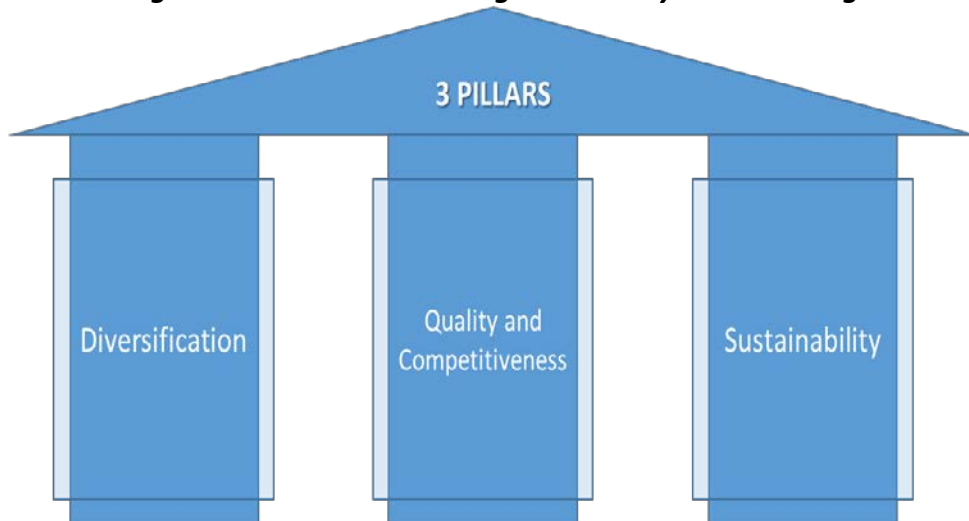 3 PILLARS
Diversification
Quality and
Competitiveness
Sustainability